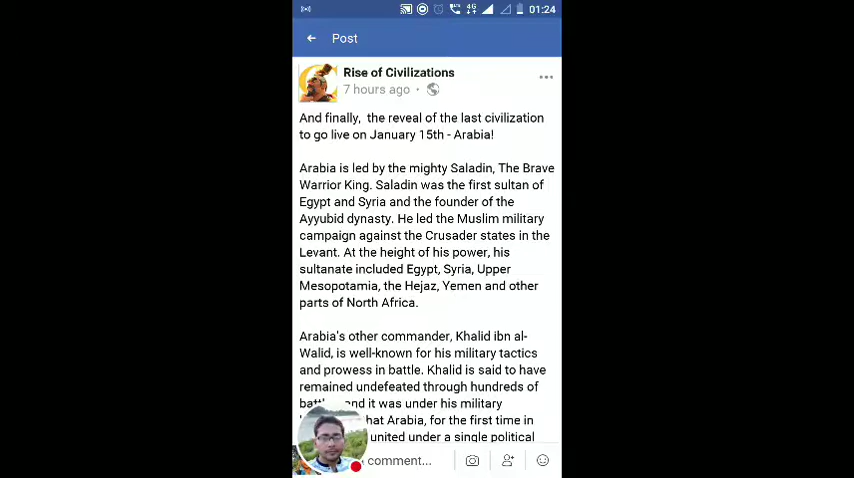 4G
01:24
Post
Rise of Civilizations
7 hours ago
And finally, the reveal of the last civilization
to go live on January 15th - Arabia!
Arabia is led by the mighty Saladin, The Brave
Warrior King. Saladin was the first sultan of
Egypt and Syria and the founder of the
Ayyubid dynasty. He led the Muslim military
campaign against the Crusader states in the
Levant. At the height of his power, his
sultanate included Egypt, Syria, Upper
Mesopotamia, the Hejaz, Yemen and other
parts of North Africa.
Arabia's other commander, Khalid ibn al-
Walid, is well-known for his military tactics
and prowess in battle. Khalid is said to have
remained undefeated through hundreds of
and it was under his military
that Arabia, for the first time in
united under a single political
comment...